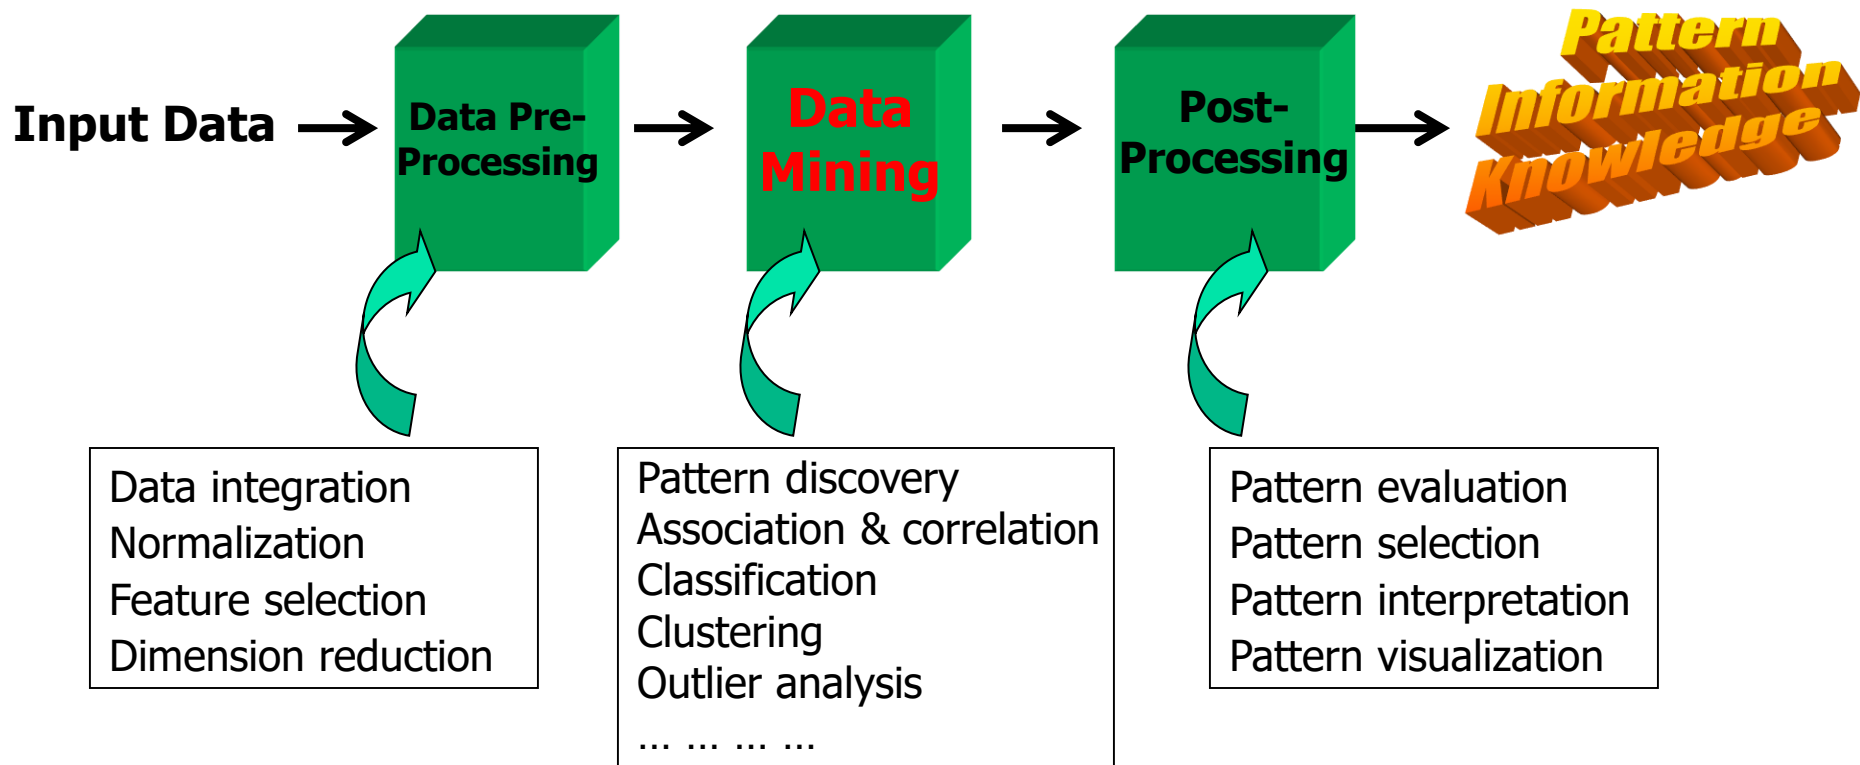 Input Data
Data Pre-
Processing
Data
Mining
Post-
Processing
Pattern
Information
Knowledge
Data integration
Normalization
Feature selection
Dimension reduction
Pattern discovery
Association & correlation
Classification
Clustering
Outlier analysis
… … … …
Pattern evaluation
Pattern selection
Pattern interpretation
Pattern visualization